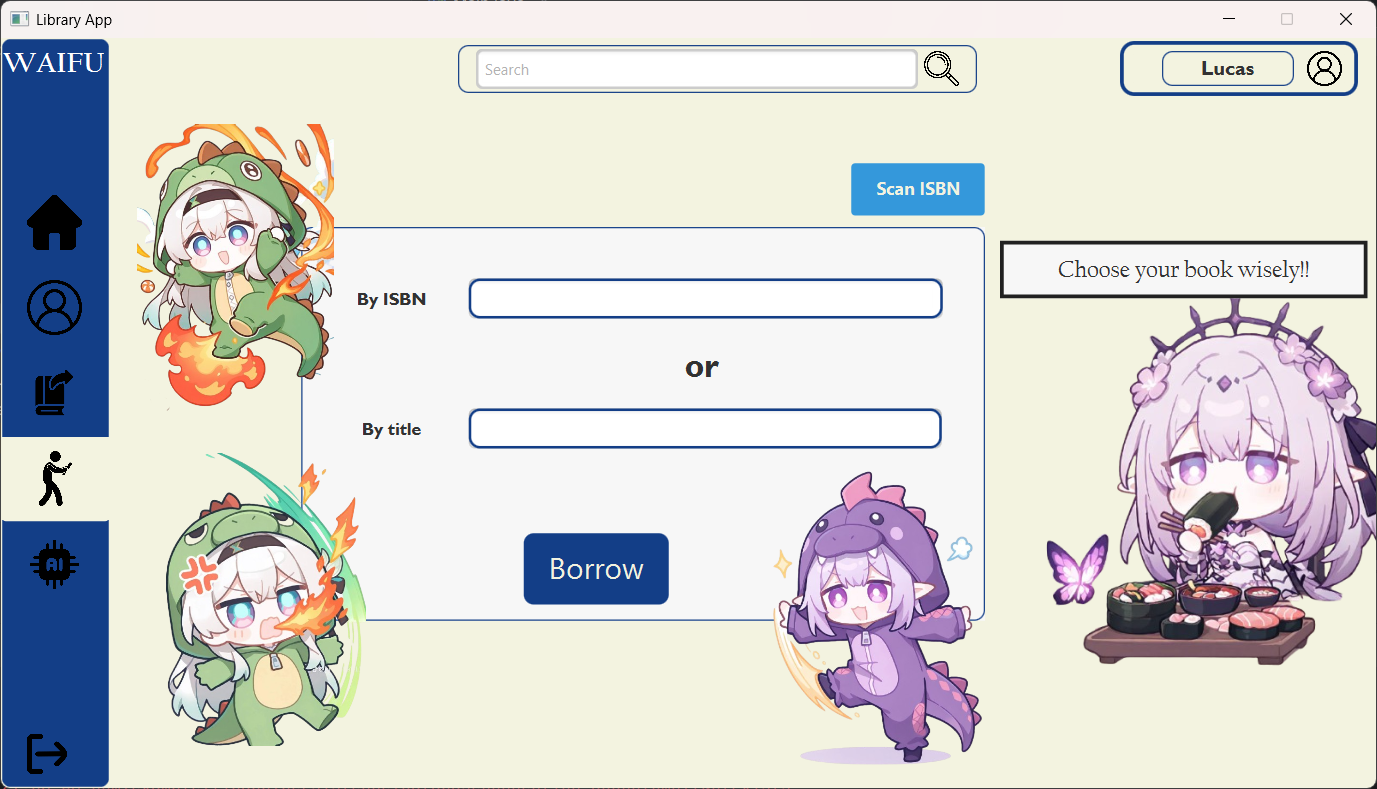 Library App
WAIFU
Search
Lucas
Scan ISBN
By ISBN
Choose your book wisely!!
or
By title
Borrow
AI